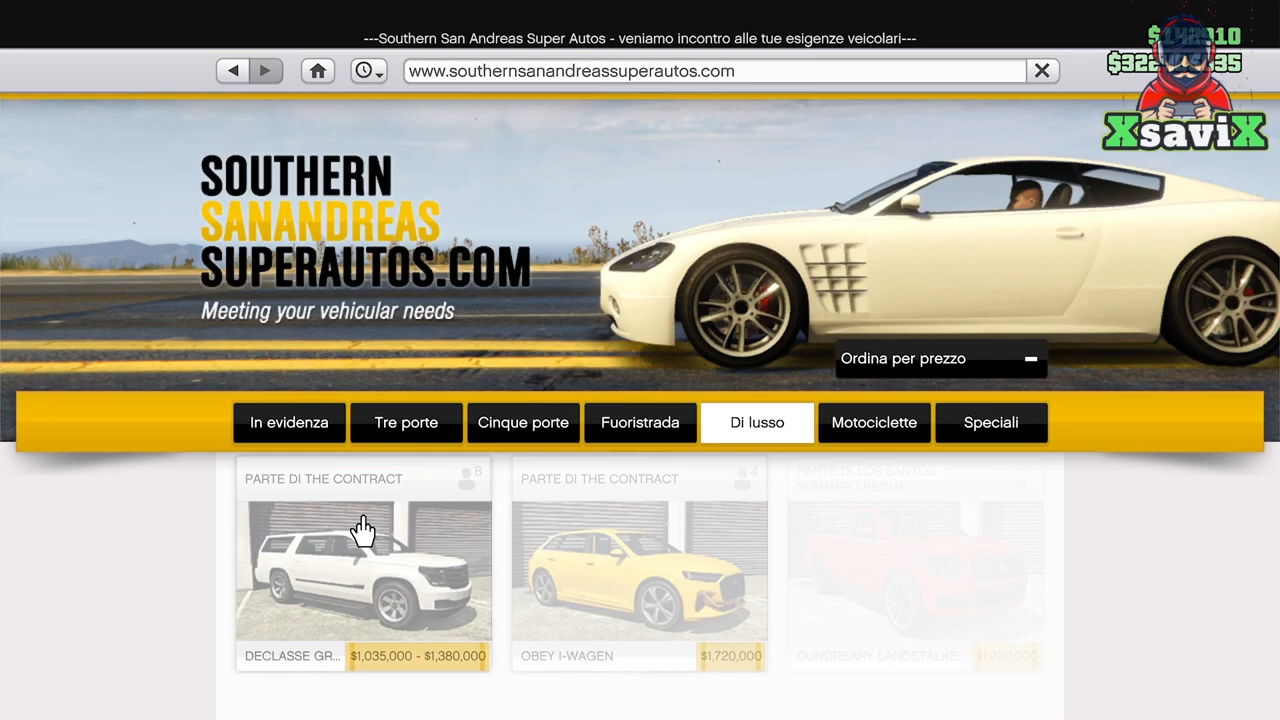 ---Southern San Andreas Super Autos - veniamo incontro alle tue esigenze veicolari---
www.southernsanandreassuperautos.com
XsaviX
SOUTHERN
SANANDREAS
SUPERAUTOS.COM
Meeting your vehicular needs
Ordina per prezzo
In evidenza
Tre porte
Cinque porte
Fuoristrada
Di lusso
Motociclette
Speciali
PARTE DI THE CONTRACT
8
PARTE DI THE CONTRACT
4
PARTE DI LOS SANTOS
SUMMER SPECIAL
DECLASSE GR...
$1,035,000 - $1,380,000
OBEY I-WAGEN
$1,720,000
DUNDREARY LANDSTALKE...
$1,220,000